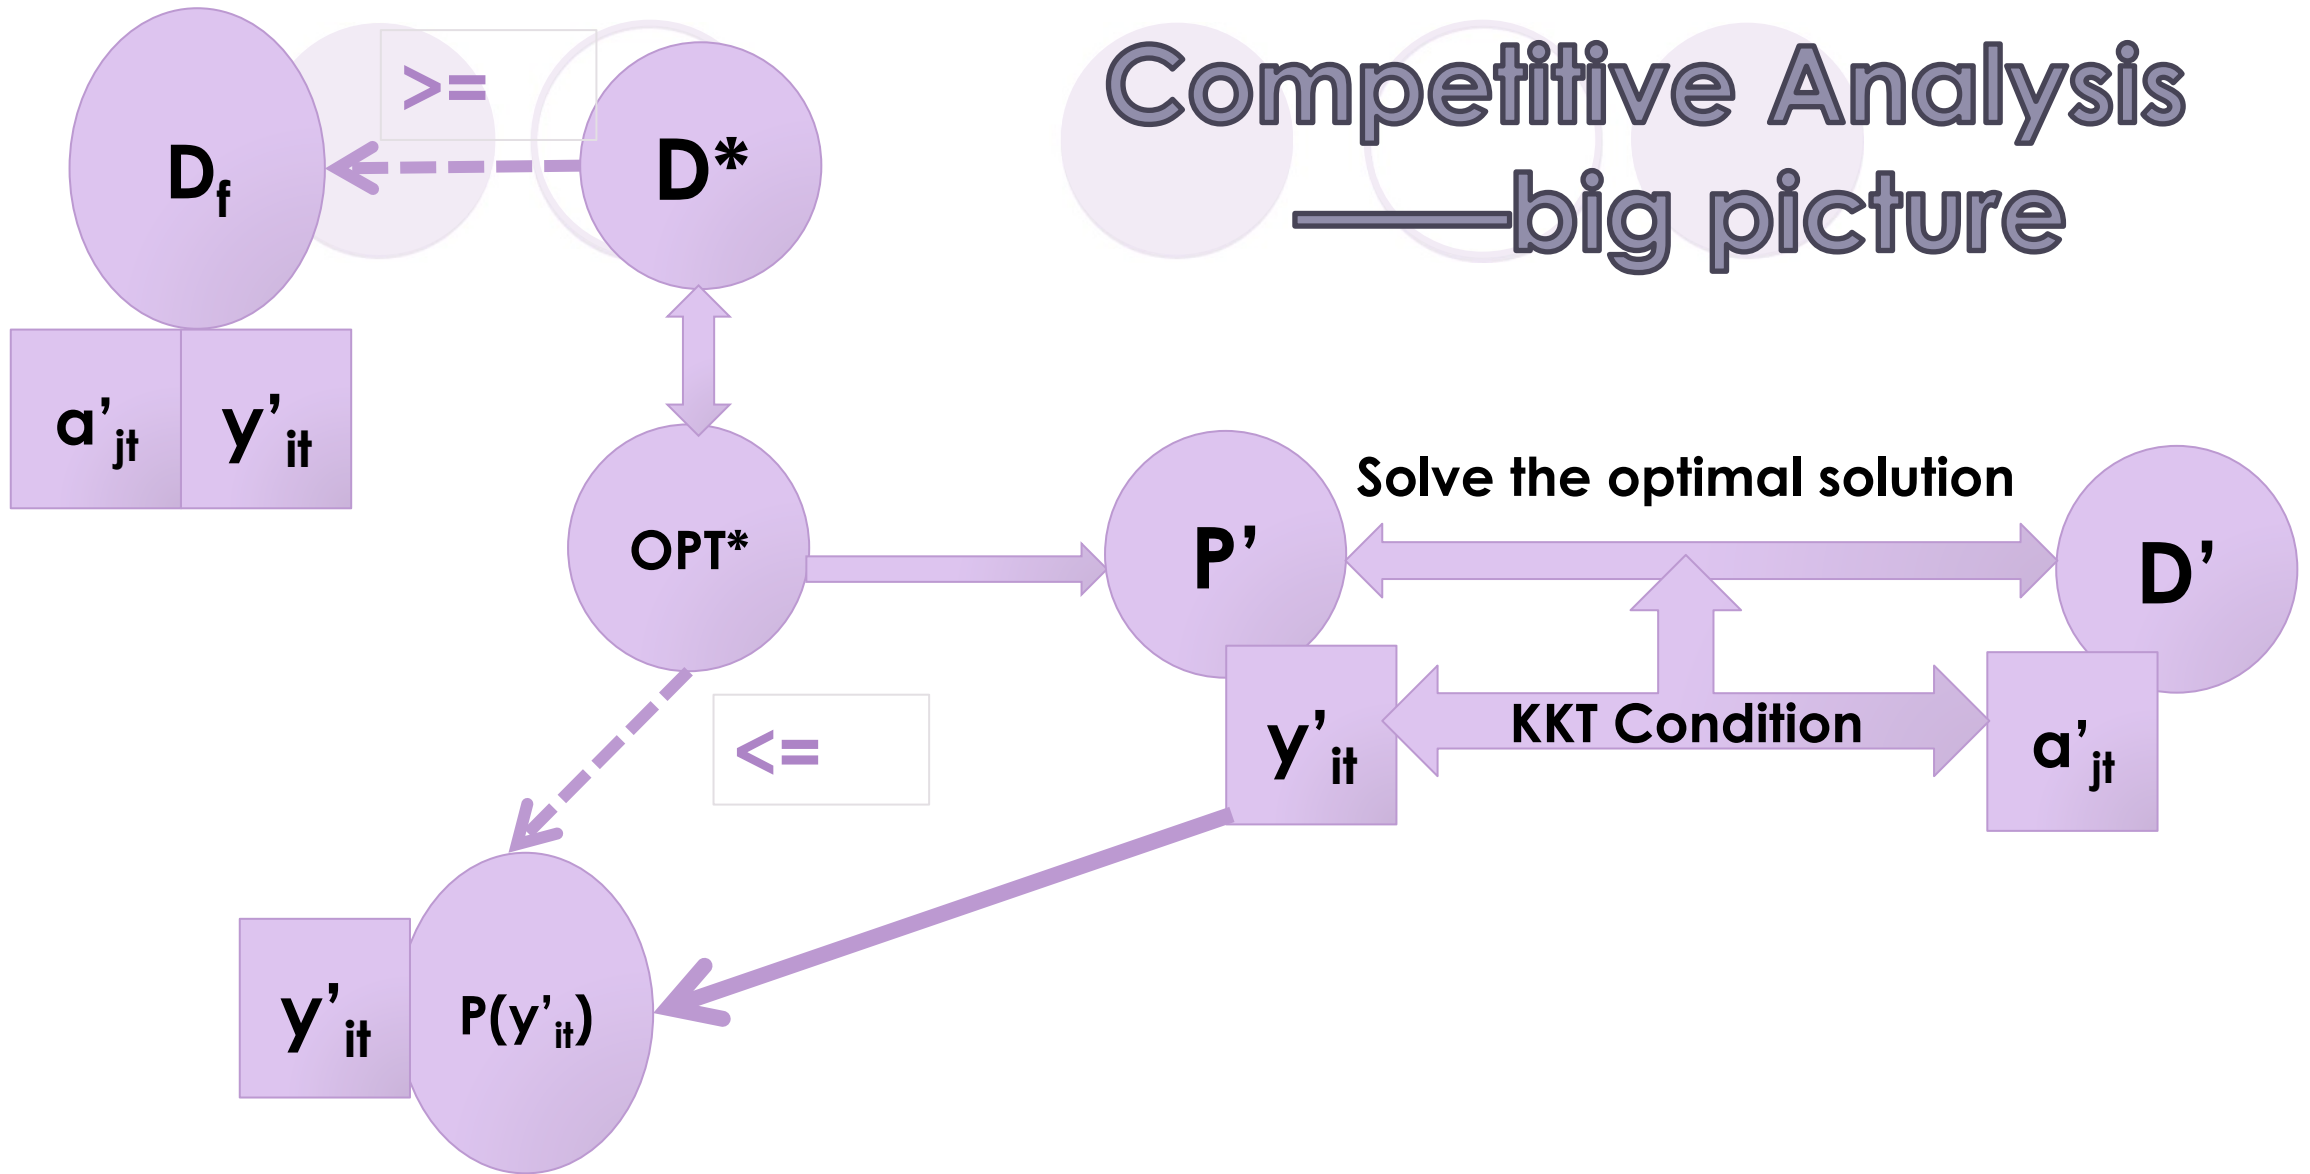 Competitive Analysis
——big picture
>=
D*
Df
a’jt
y’it
OPT*
P’
Solve the optimal solution
D’
<=
y’it
KKT Condition
a’jt
y’it
P(y’it)